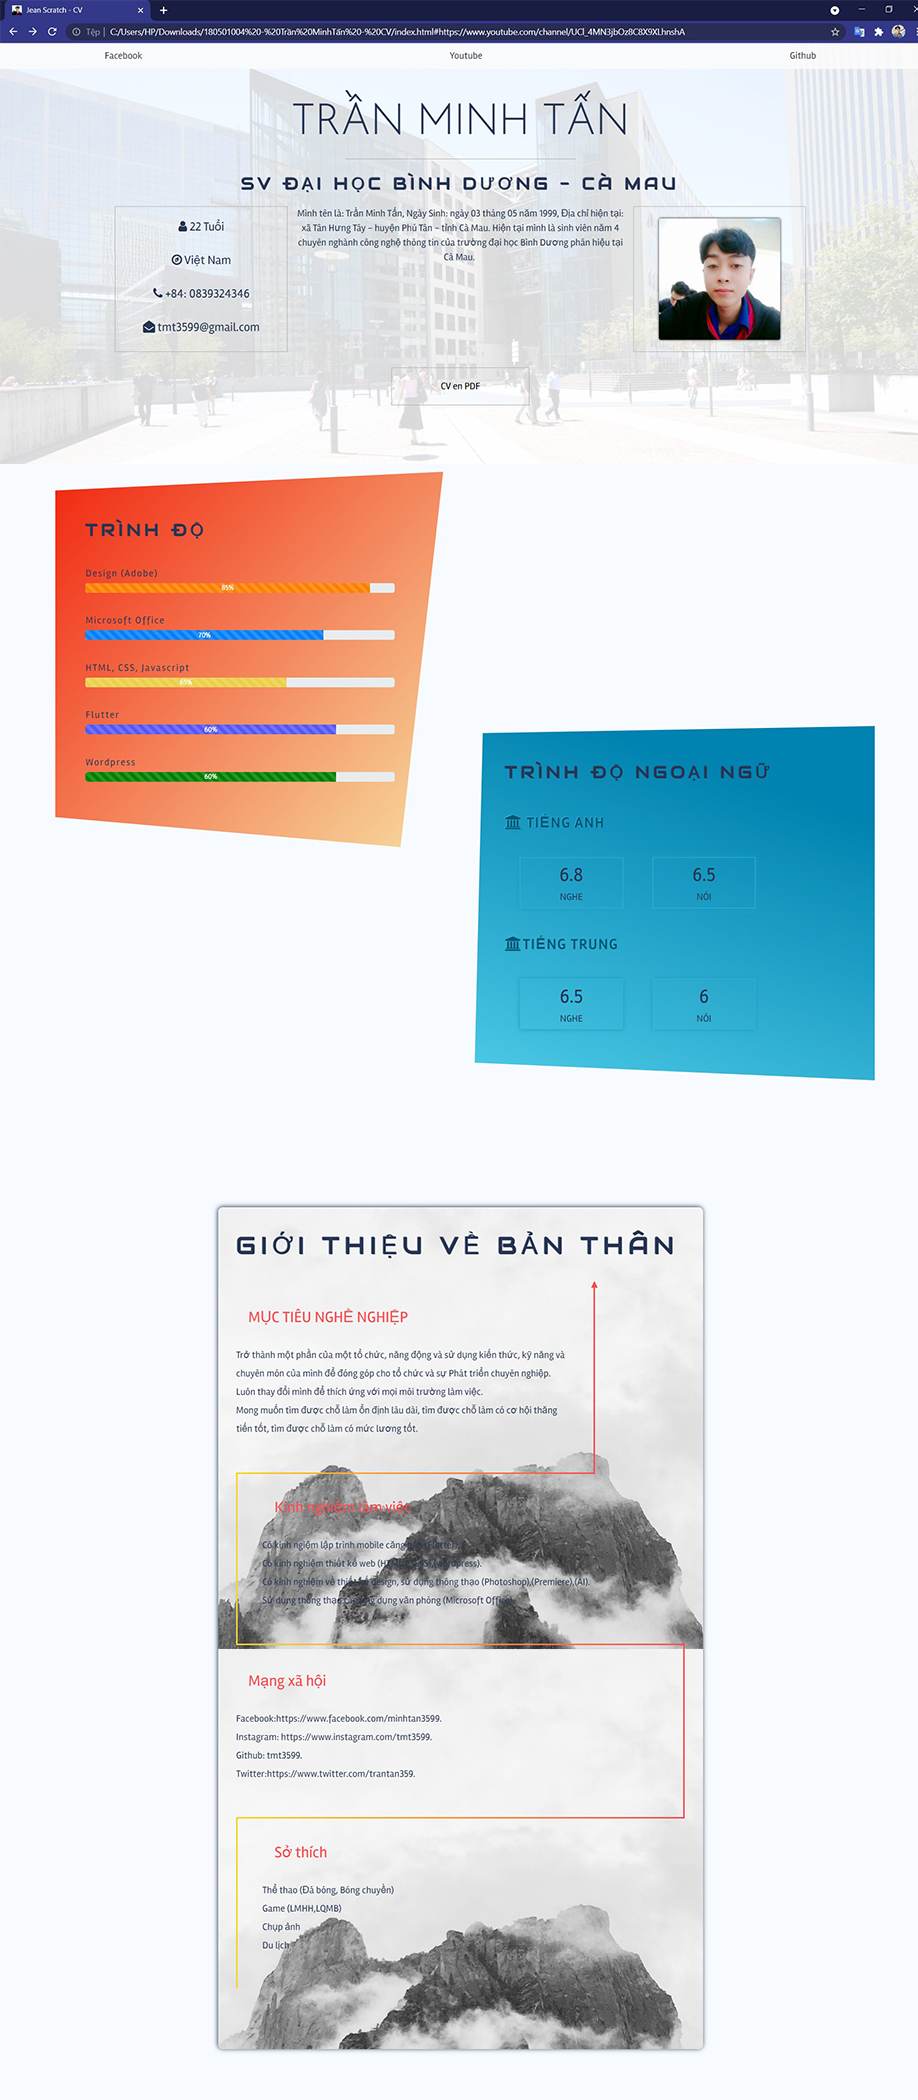 Jean Scratch - CV
Tệp
C:/Users/HP/Downloads/180501004%20-%20Trần%20MinhTấn%20-%20CV/index.html#https://www.youtube.com/channel/UCl_4MN3jbOz8C8X9XLhnshA
Facebook Youtube Github
TRẦN MINH TẤN
SV ĐẠI HỌC BÌNH DƯƠNG - CÀ MAU
22 Tuổi
Việt Nam
+84: 0839324346
tmt3599@gmail.com
Mình tên là: Trần Minh Tấn, Ngày Sinh: ngày 03 tháng 05 năm 1999, Địa chỉ hiện tại:
xã Tân Hưng Tây - huyện Phú Tân - tỉnh Cà Mau. Hiện tại mình là sinh viên năm 4
chuyên nghành công nghệ thông tin của trường đại học Bình Dương phân hiệu tại
Cà Mau.
CV en PDF
TRÌNH ĐỘ
Design (Adobe)
85%
Microsoft Office
70%
HTML, CSS, Javascript
65%
Flutter
60%
Wordpress
60%
TRÌNH ĐỘ NGOẠI NGỮ
TIẾNG ANH
6.8 6.5
NGHE NÓI
TIẾNG TRUNG
6.5 6
NGHE NÓI
GIỚI THIỆU VỀ BẢN THÂN
MỤC TIÊU NGHỀ NGHIỆP
Trở thành một phần của một tổ chức, năng động và sử dụng kiến thức, kỹ năng và
chuyên môn của mình để đóng góp cho tổ chức và sự Phát triển chuyên nghiệp.
Luôn thay đổi mình để thích ứng với mọi môi trường làm việc.
Mong muốn tìm được chỗ làm ổn định lâu dài, tìm được chỗ làm có cơ hội thăng
tiến tốt, tìm được chỗ làm có mức lương tốt.
Kinh nghiệm làm việc
Có kinh ngiệm lập trình mobile căng
Có kinh nghiệm thiết kế web
Có kinh nghiệm về thiết kế design, sử dụng thông thạo (Photoshop),(Premiere),(AI).
Sử dụng thông thạo các ứng dụng văn phòng (Microsoft Office)
Mạng xã hội
Facebook:https://www.facebook.com/minhtan3599.
Instagram: https://www.instagram.com/tmt3599.
Github: tmt3599.
Twitter:https://www.twitter.com/trantan359.
Sở thích
Thể thao (Đá bóng, Bóng chuyền)
Game (LMHH,LQMB)
Chụp ảnh
Du lịch